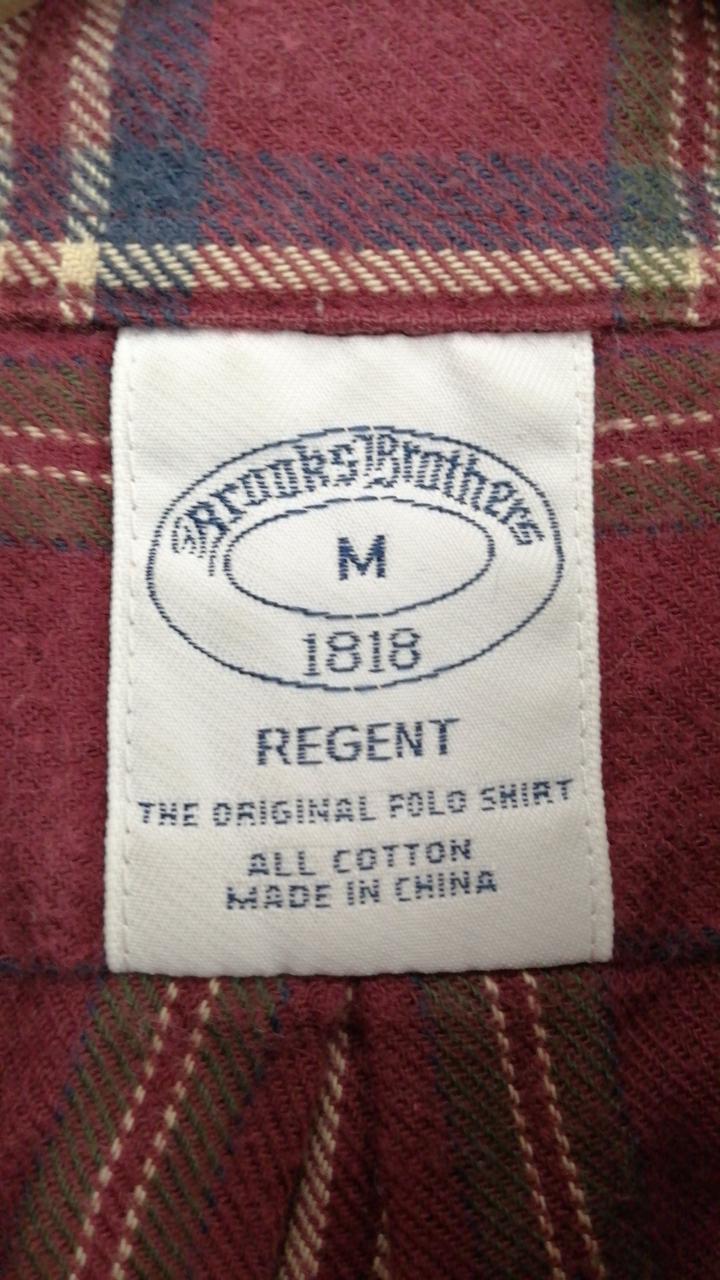 Brooks Brothers
M
1818
REGENT
THE ORIGINAL POLO SHIRT
ALL COTTON
MADE IN CHINA